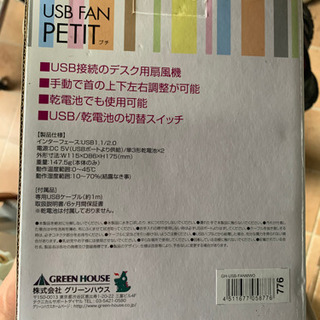 USB FAN
PETIT
プチ
■USB接続のデスク用扇風機
■手動で首の上下左右調整が可能
■乾電池でも使用可能
■USB/乾電池の切替スイッチ
【製品仕様】
インターフェース:USB1.1/2.0
電源:DC 5V(USBポートより供給)/単3形乾電池×2
外形寸法:W115×D86×H175(mm)
重量:147.5g(本体のみ)
動作温度範囲:0~45℃
動作湿度範囲:10~70%(結露なき事)
【付属品】
専用USBケーブル(約1m)
取扱説明書/6ヶ月間保証書
※乾電池は付属しておりません。
GREEN HOUSE
株式会社 グリーンハウス
GH-USB-FANMWG
4 511677 058776
776